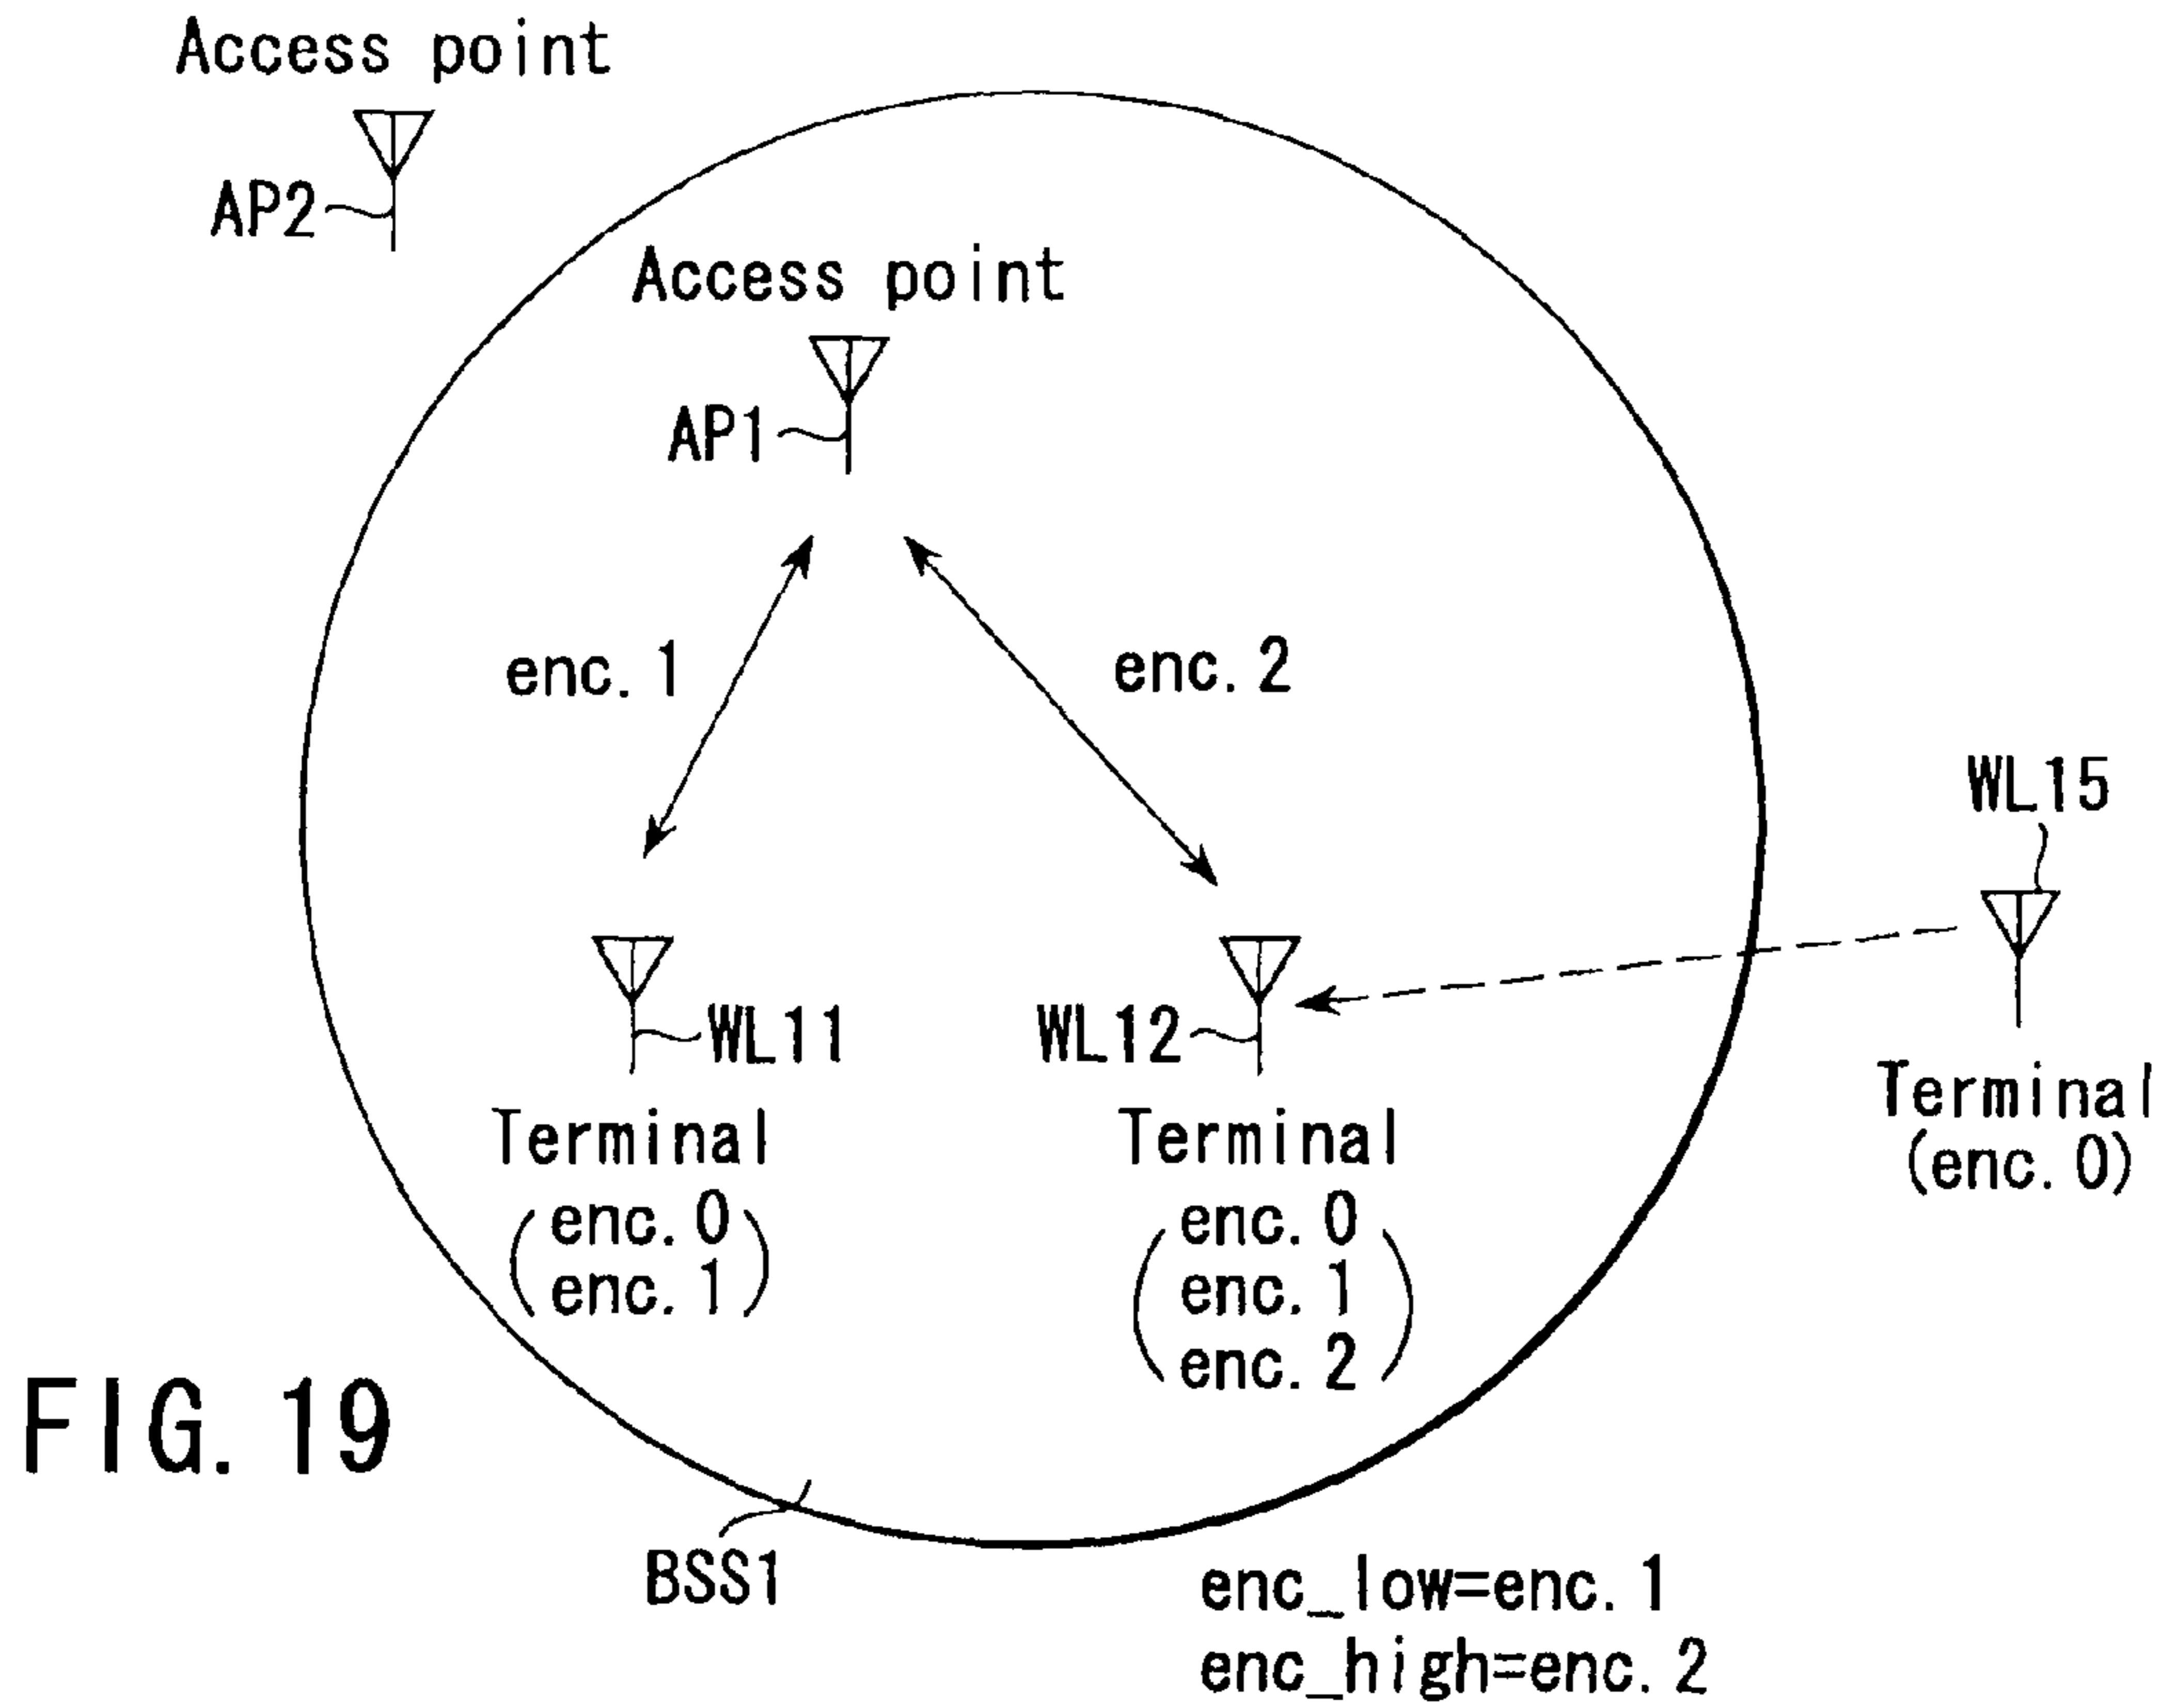 Access point
AP2
Access point
AP1
enc. 1
enc. 2
WL15
WL11
WL12
Terminal
(enc. 0)
Terminal
enc. 0
enc. 1
Terminal
enc. 0
enc. 1
enc. 2
FIG. 19
BSS1
enc_low=enc. 1
enc_high=enc. 2